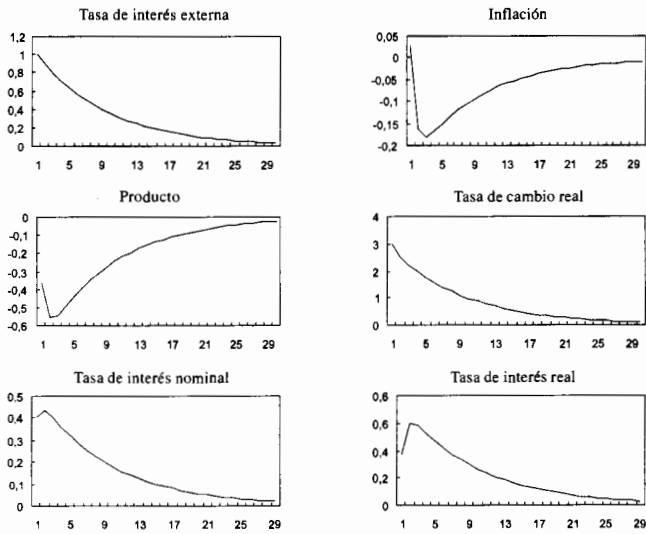 Tasa de interés externa
1,2
1
0,8
0,6
0,4
0,2
0
1 5 9 13 17 21 25 29
Inflación
0,05
0
-0,05
-0,1
-0,15
-0,2
1 5 9 13 17 21 25 29
Producto
0
-0,1
-0,2
-0,3
-0,4
-0,5
-0,6
1 5 9 13 17 21 25 29
Tasa de cambio real
4
3
2
1
0
1 5 9 13 17 21 25 29
Tasa de interés nominal
0,5
0,4
0,3
0,2
0,1
0
1 5 9 13 17 21 25 29
Tasa de interés real
0,6
0,4
0,2
0
1 5 9 13 17 21 25 29